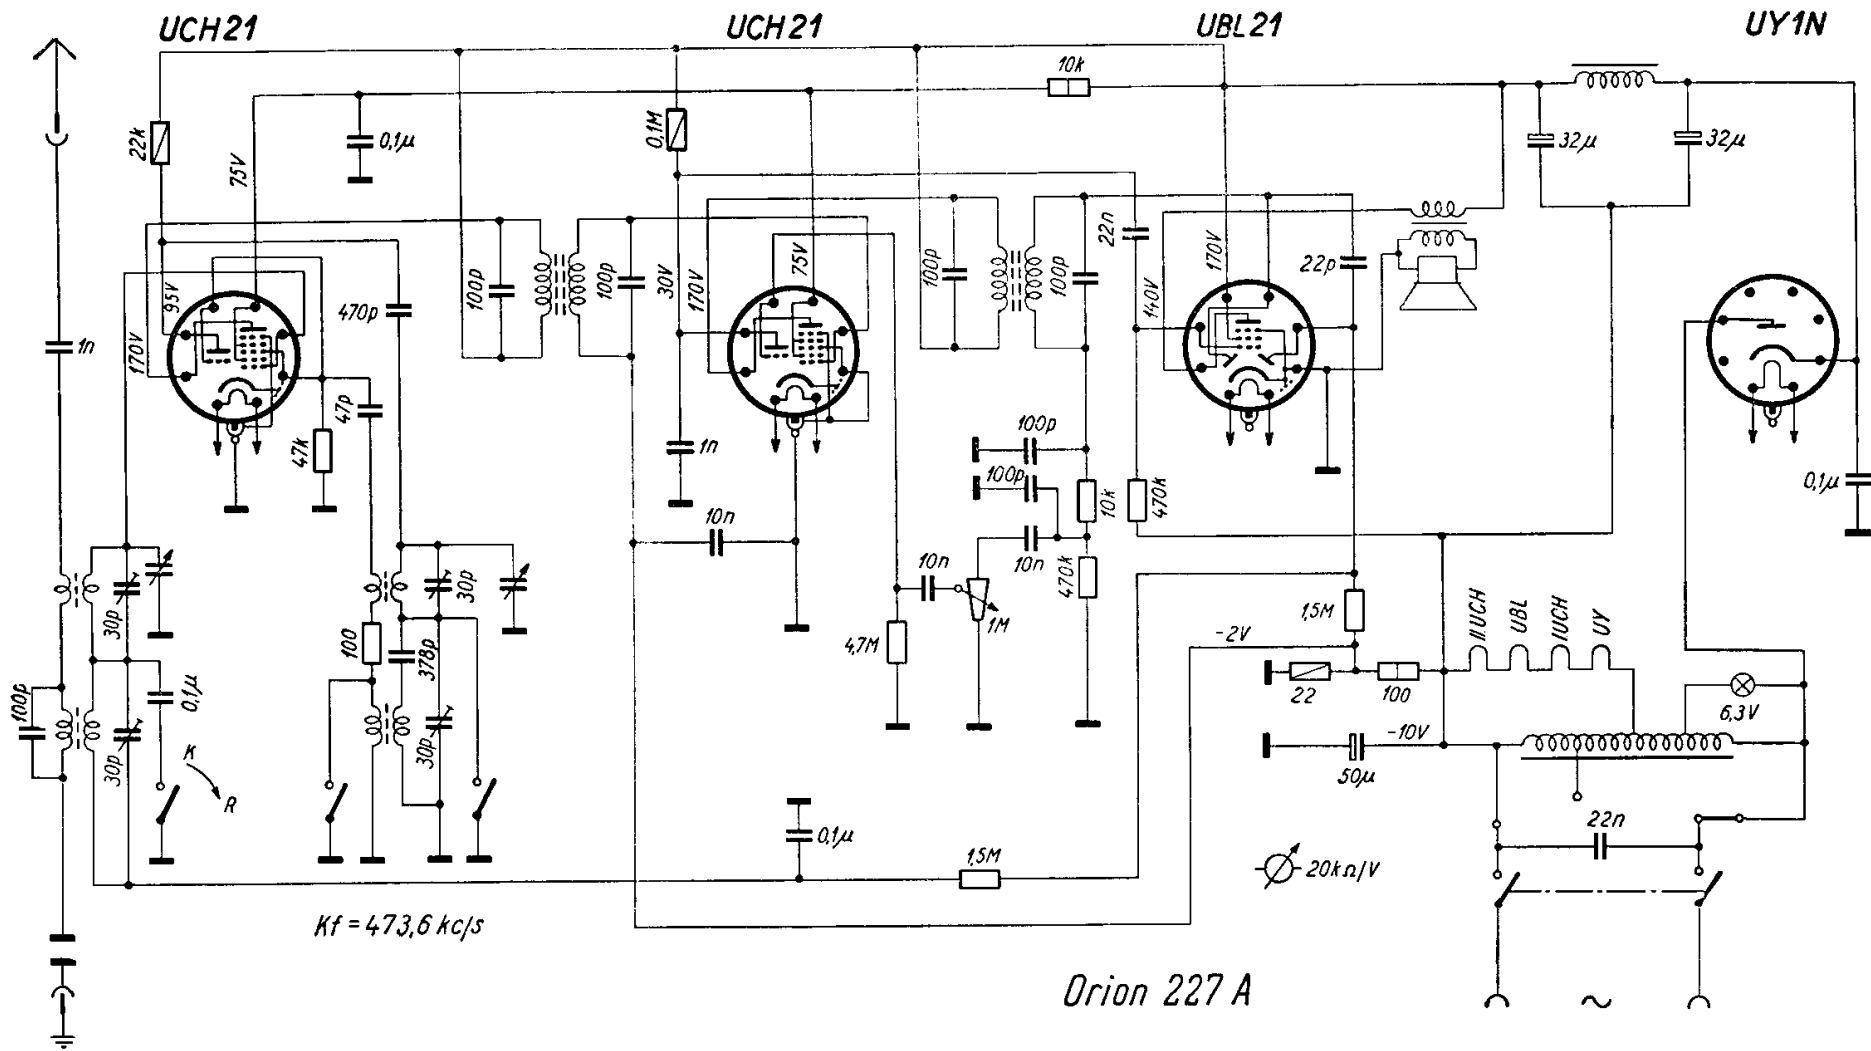 UCH21
UCH21
UBL21
UY1N
10k
22k
75V
0,1µ
0,1M
32µ
32µ
22n
170V
75V
170V
95V
470p
100p
100p
30V
170V
100p
100p
140V
22p
1n
47p
47k
1n
100p
100p
10k
470k
0,1µ
10n
10n
10n
470k
30p
30p
1M
4,7M
1,5M
II.UCH
UBL
IUCH
UY
-2V
100
378p
22
100
100p
0,1µ
6,3V
-10V
30p
30p
50µ
K
R
0,1µ
22n
1,5M
20kΩ/V
Kf = 473,6 kc/s
Orion 227 A
~